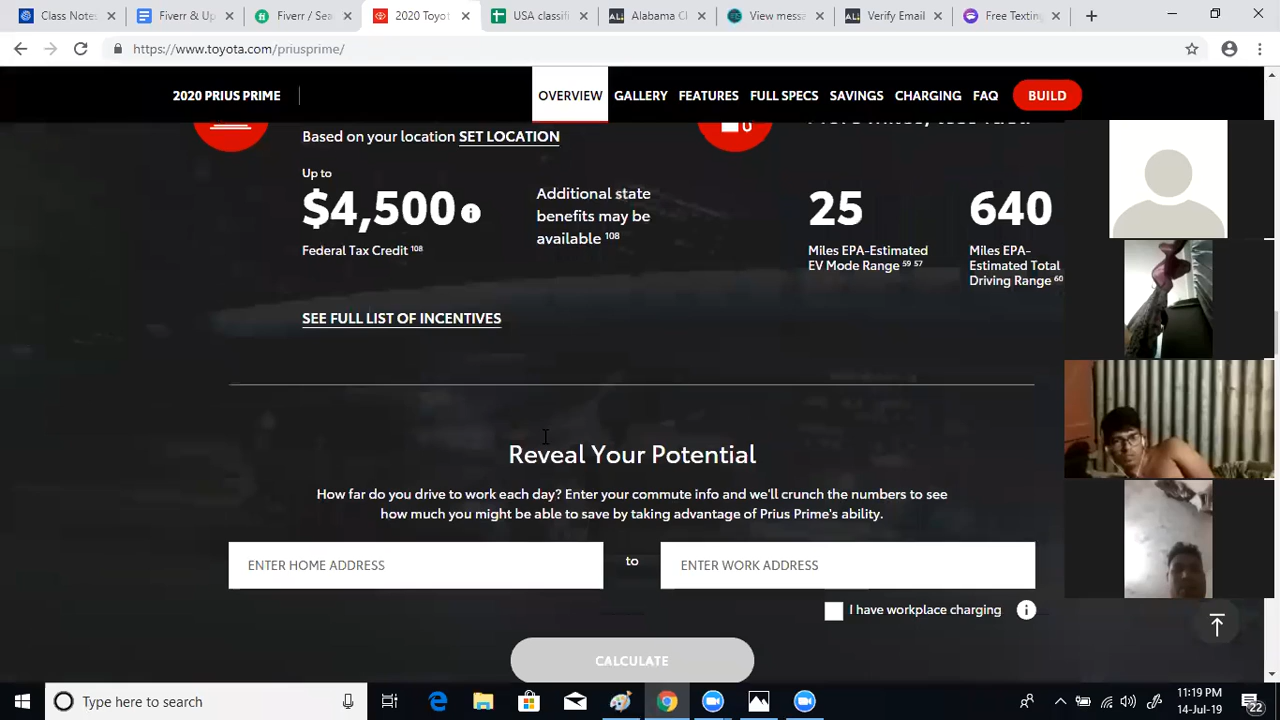 Class Notes
Fiverr & Up
Fiverr / Sea
2020 Toyot
USA classifi
Alabama Ci
View mess
Verify Email
Free Texting
https://www.toyota.com/priusprime/
2020 PRIUS PRIME
OVERVIEW GALLERY FEATURES FULL SPECS SAVINGS CHARGING FAQ BUILD
Based on your location SET LOCATION
Up to
$4,500
Federal Tax Credit 108
Additional state
benefits may be
available 108
25
Miles EPA-Estimated
EV Mode Range 59 57
640
Miles EPA-
Estimated Total
Driving Range 60
SEE FULL LIST OF INCENTIVES
Reveal Your Potential
How far do you drive to work each day? Enter your commute info and we'll crunch the numbers to see
how much you might be able to save by taking advantage of Prius Prime's ability.
ENTER HOME ADDRESS to ENTER WORK ADDRESS
I have workplace charging
CALCULATE
Type here to search
11:19 PM
14-Jul-19
22